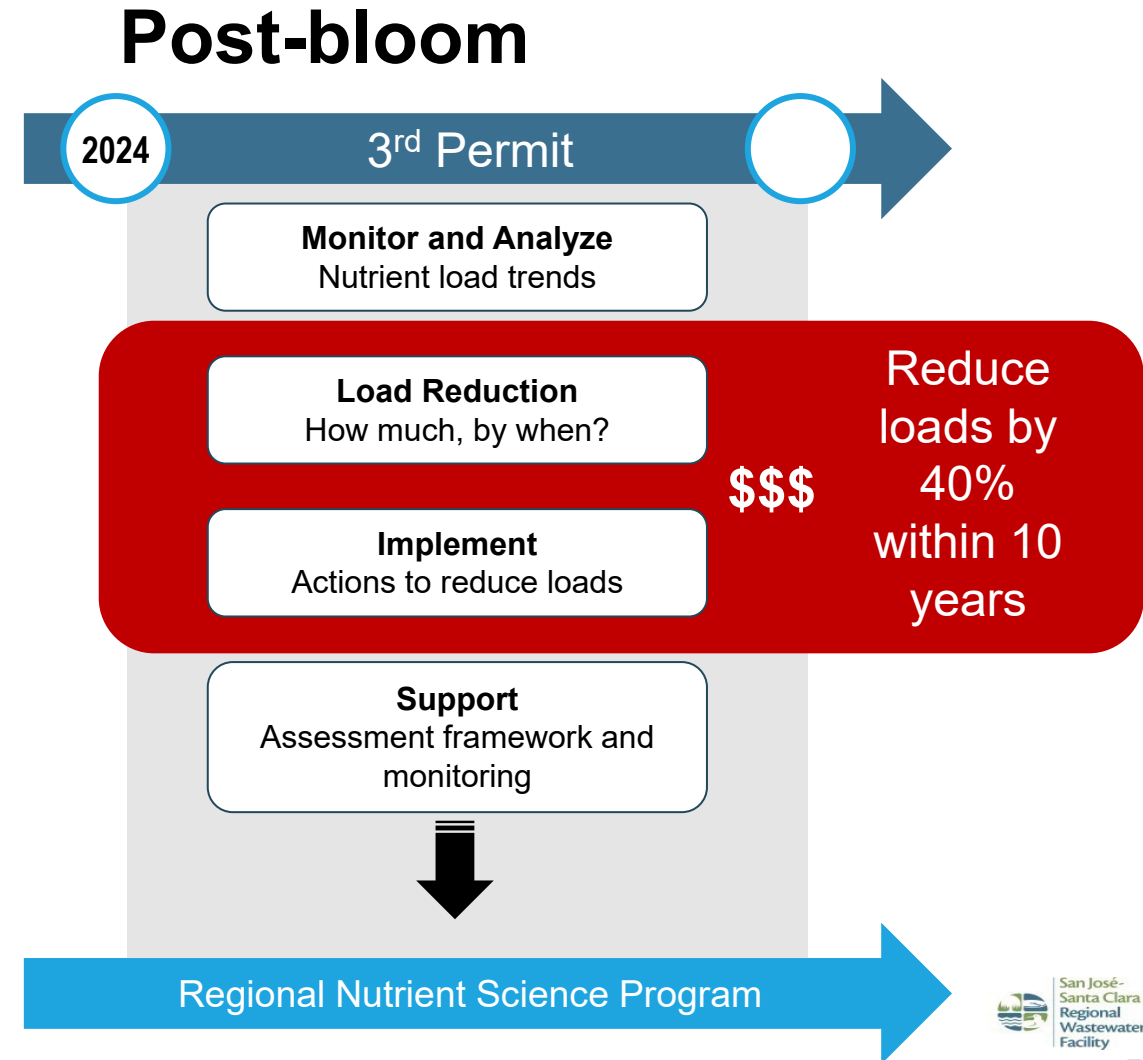 Post-bloom
2024
3rd Permit
Monitor and Analyze
Nutrient load trends
Load Reduction
How much, by when?
Implement
Actions to reduce loads
$$$
Reduce
loads by
40%
within 10
years
Support
Assessment framework and
monitoring
Regional Nutrient Science Program
San José-
Santa Clara
Regional
Wastewater
Facility